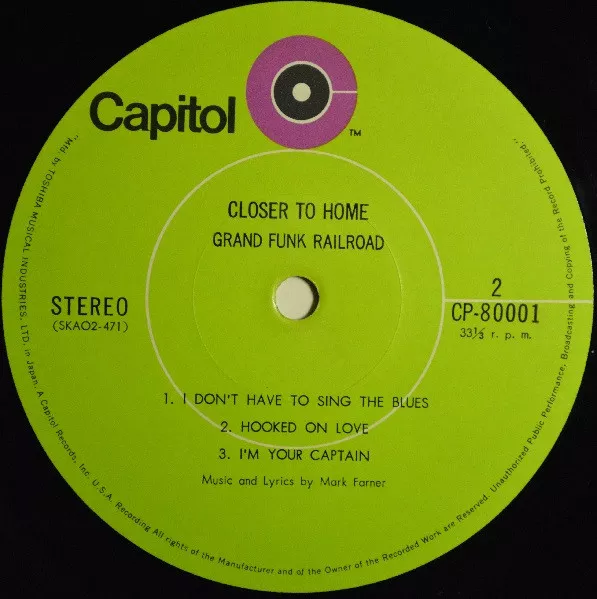 Capitol
TM
CLOSER TO HOME
GRAND FUNK RAILROAD
STEREO
(SKAO2-471)
2
CP-80001
33⅓ r. p. m.
1. I DON'T HAVE TO SING THE BLUES
2. HOOKED ON LOVE
3. I'M YOUR CAPTAIN
Music and Lyrics by Mark Farner
"Mfd. by TOSHIBA MUSICAL INDUSTRIES, LTD. in Japan. A Capitol Records, Inc. U.S.A. Recording All rights of the Manufacturer and of the Owner of the Recorded Work are Reserved. Unauthorized Public Performance, Broadcasting and Copying of the Record Prohibited."